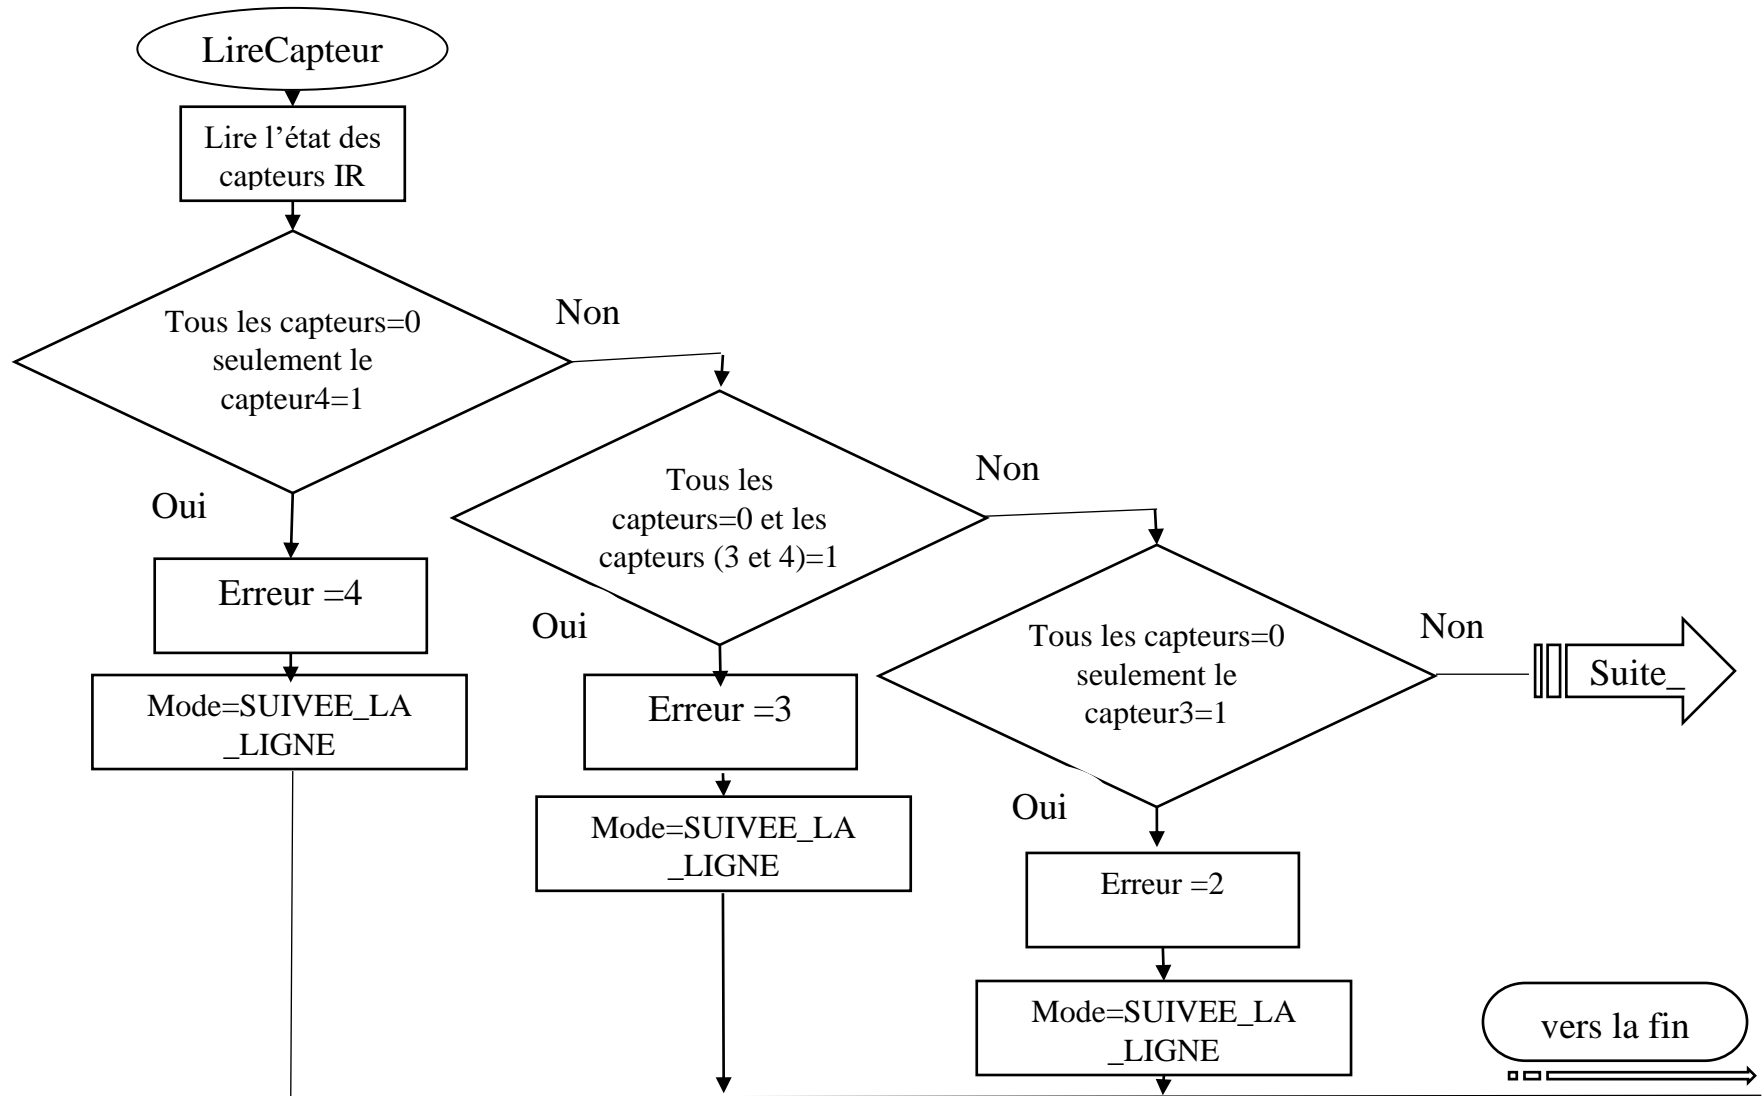 LireCapteur
Lire l’état des
capteurs IR
Tous les capteurs=0
seulement le
capteur4=1
Non
Oui
Erreur =4
Mode=SUIVEE_LA
_LIGNE
Tous les
capteurs=0 et les
capteurs (3 et 4)=1
Non
Oui
Erreur =3
Mode=SUIVEE_LA
_LIGNE
Tous les capteurs=0
seulement le
capteur3=1
Non
Suite_
Oui
Erreur =2
Mode=SUIVEE_LA
_LIGNE
vers la fin